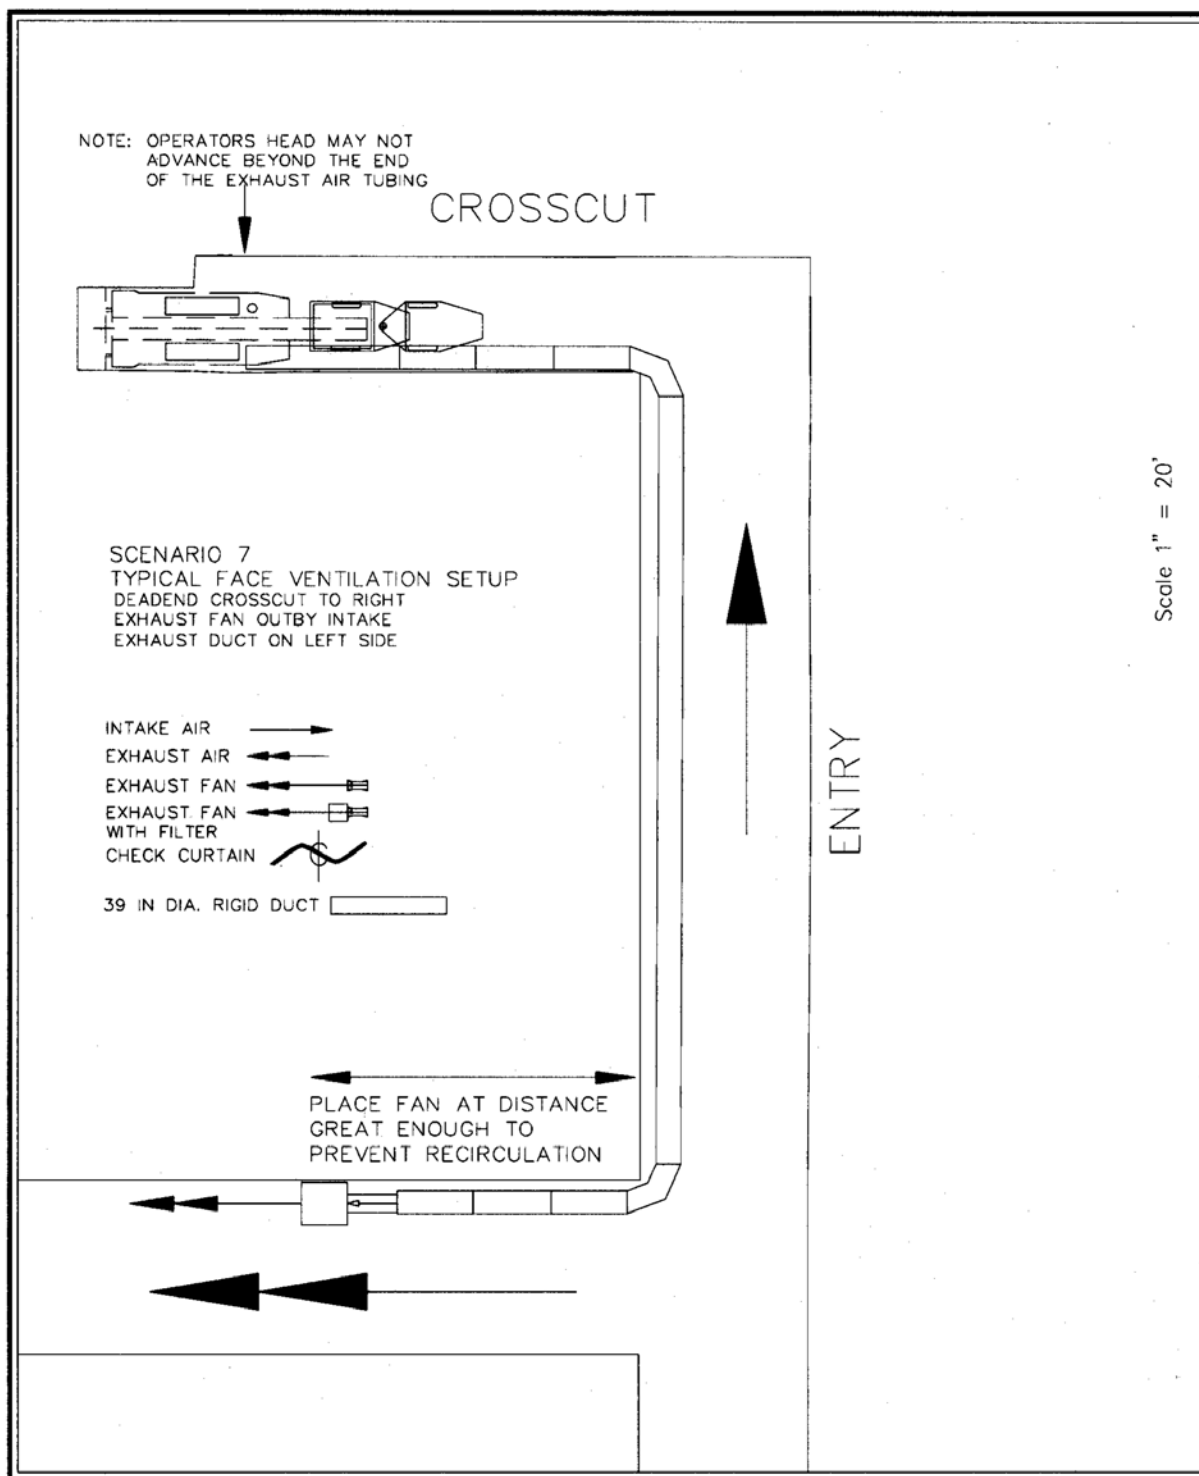 NOTE: OPERATORS HEAD MAY NOT
ADVANCE BEYOND THE END
OF THE EXHAUST AIR TUBING
CROSSCUT
SCENARIO 7
TYPICAL FACE VENTILATION SETUP
DEADEND CROSSCUT TO RIGHT
EXHAUST FAN OUTBY INTAKE
EXHAUST DUCT ON LEFT SIDE
INTAKE AIR
EXHAUST AIR
EXHAUST FAN
EXHAUST FAN
WITH FILTER
CHECK CURTAIN
39 IN DIA. RIGID DUCT
PLACE FAN AT DISTANCE
GREAT ENOUGH TO
PREVENT RECIRCULATION
ENTRY
Scale 1" = 20'